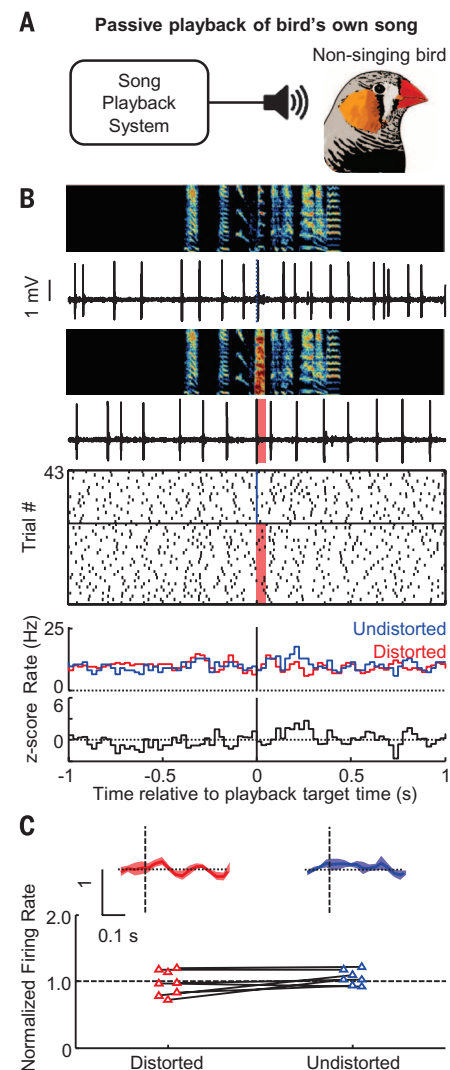 A
Passive playback of bird's own song
Non-singing bird
Song
Playback
System
B
1 mV
43
Trial #
25
Undistorted
Distorted
Rate (Hz)
0
6
z-score
0
-1
-0.5
0
0.5
1
Time relative to playback target time (s)
C
1
0.1 s
2.0
Normalized Firing Rate
1.0
0
Distorted
Undistorted